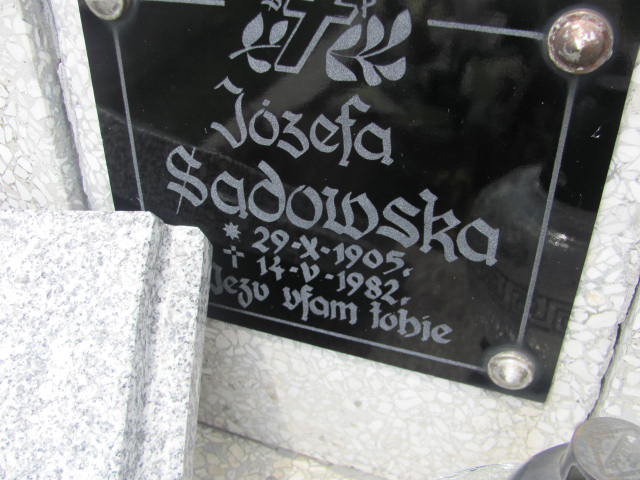 Ś P
Józefa
Sadowska
* 29-X-1905.
† 14-V-1982.
Jezu ufam tobie